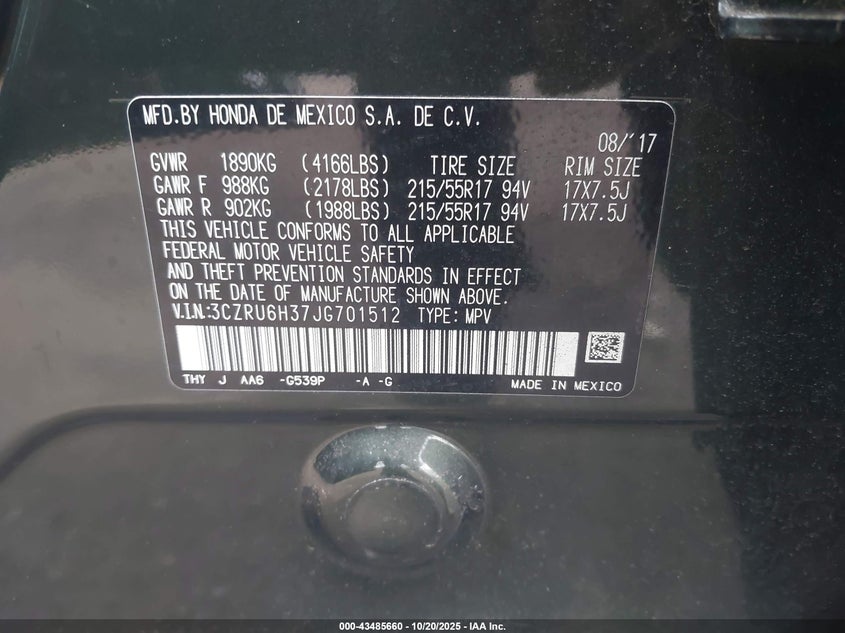 MFD.BY HONDA DE MEXICO S.A. DE C.V.
08/'17
GVWR 1890KG (4166LBS) TIRE SIZE RIM SIZE
GAWR F 988KG (2178LBS) 215/55R17 94V 17X7.5J
GAWR R 902KG (1988LBS) 215/55R17 94V 17X7.5J
THIS VEHICLE CONFORMS TO ALL APPLICABLE
FEDERAL MOTOR VEHICLE SAFETY
AND THEFT PREVENTION STANDARDS IN EFFECT
ON THE DATE OF MANUFACTURE SHOWN ABOVE.
V.I.N:3CZRU6H37JG701512 TYPE: MPV
THY J AA6 -G539P -A -G MADE IN MEXICO
000-43485660 - 10/20/2025 - IAA Inc.